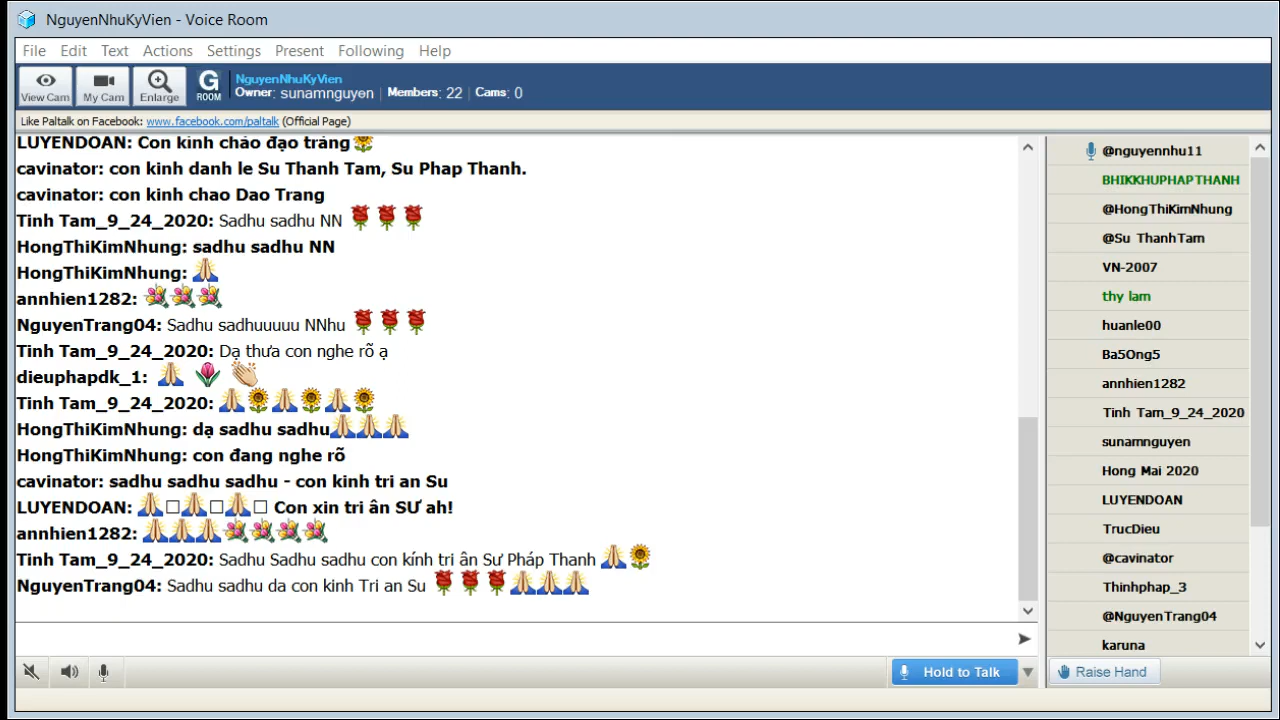 NguyenNhuKyVien - Voice Room
File Edit Text Actions Settings Present Following Help
View Cam My Cam Enlarge G ROOM NguyenNhuKyVien
Owner: sunamnguyen Members: 22 Cams: 0
Like Paltalk on Facebook: www.facebook.com/paltalk (Official Page)
LUYENDOAN: Con kính chào đạo tràng
cavinator: con kinh danh le Su Thanh Tam, Su Phap Thanh.
cavinator: con kinh chao Dao Trang
Tinh Tam_9_24_2020: Sadhu sadhu NN
HongThiKimNhung: sadhu sadhu NN
HongThiKimNhung:
annhien1282:
NguyenTrang04: Sadhu sadhuuuuu NNhu
Tinh Tam_9_24_2020: Dạ thưa con nghe rõ ạ
dieuphapdk_1:
Tinh Tam_9_24_2020:
HongThiKimNhung: dạ sadhu sadhu
HongThiKimNhung: con đang nghe rõ
cavinator: sadhu sadhu sadhu - con kinh tri an Su
LUYENDOAN: Con xin tri ân SƯ ah!
annhien1282:
Tinh Tam_9_24_2020: Sadhu Sadhu sadhu con kính tri ân Sư Pháp Thanh
NguyenTrang04: Sadhu sadhu da con kinh Tri an Su
Hold to Talk
@nguyennhu11
BHIKKHUPHAPTHANH
@HongThiKimNhung
@Su ThanhTam
VN-2007
thy lam
huanle00
Ba5Ong5
annhien1282
Tinh Tam_9_24_2020
sunamnguyen
Hong Mai 2020
LUYENDOAN
TrucDieu
@cavinator
Thinhphap_3
@NguyenTrang04
karuna
Raise Hand